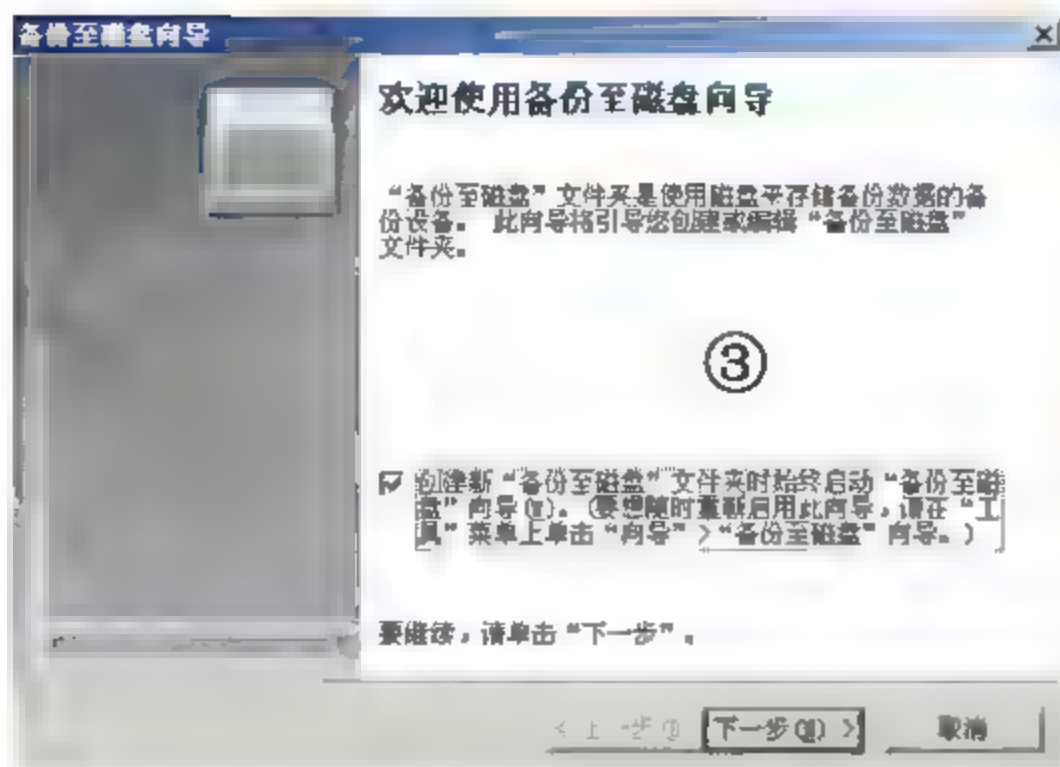 备份至磁盘向导
欢迎使用备份至磁盘向导
“备份至磁盘”文件夹是使用磁盘来存储备份数据的备
份设备。 此向导将引导您创建或编辑“备份至磁盘”
文件夹。
③
创建新“备份至磁盘”文件夹时始终启动“备份至磁
盘”向导。(要想随时重新启用此向导，请在“工
具”菜单上单击“向导”>“备份至磁盘”向导。)
要继续，请单击“下一步”。
< 上一步
下一步(N) >
取消